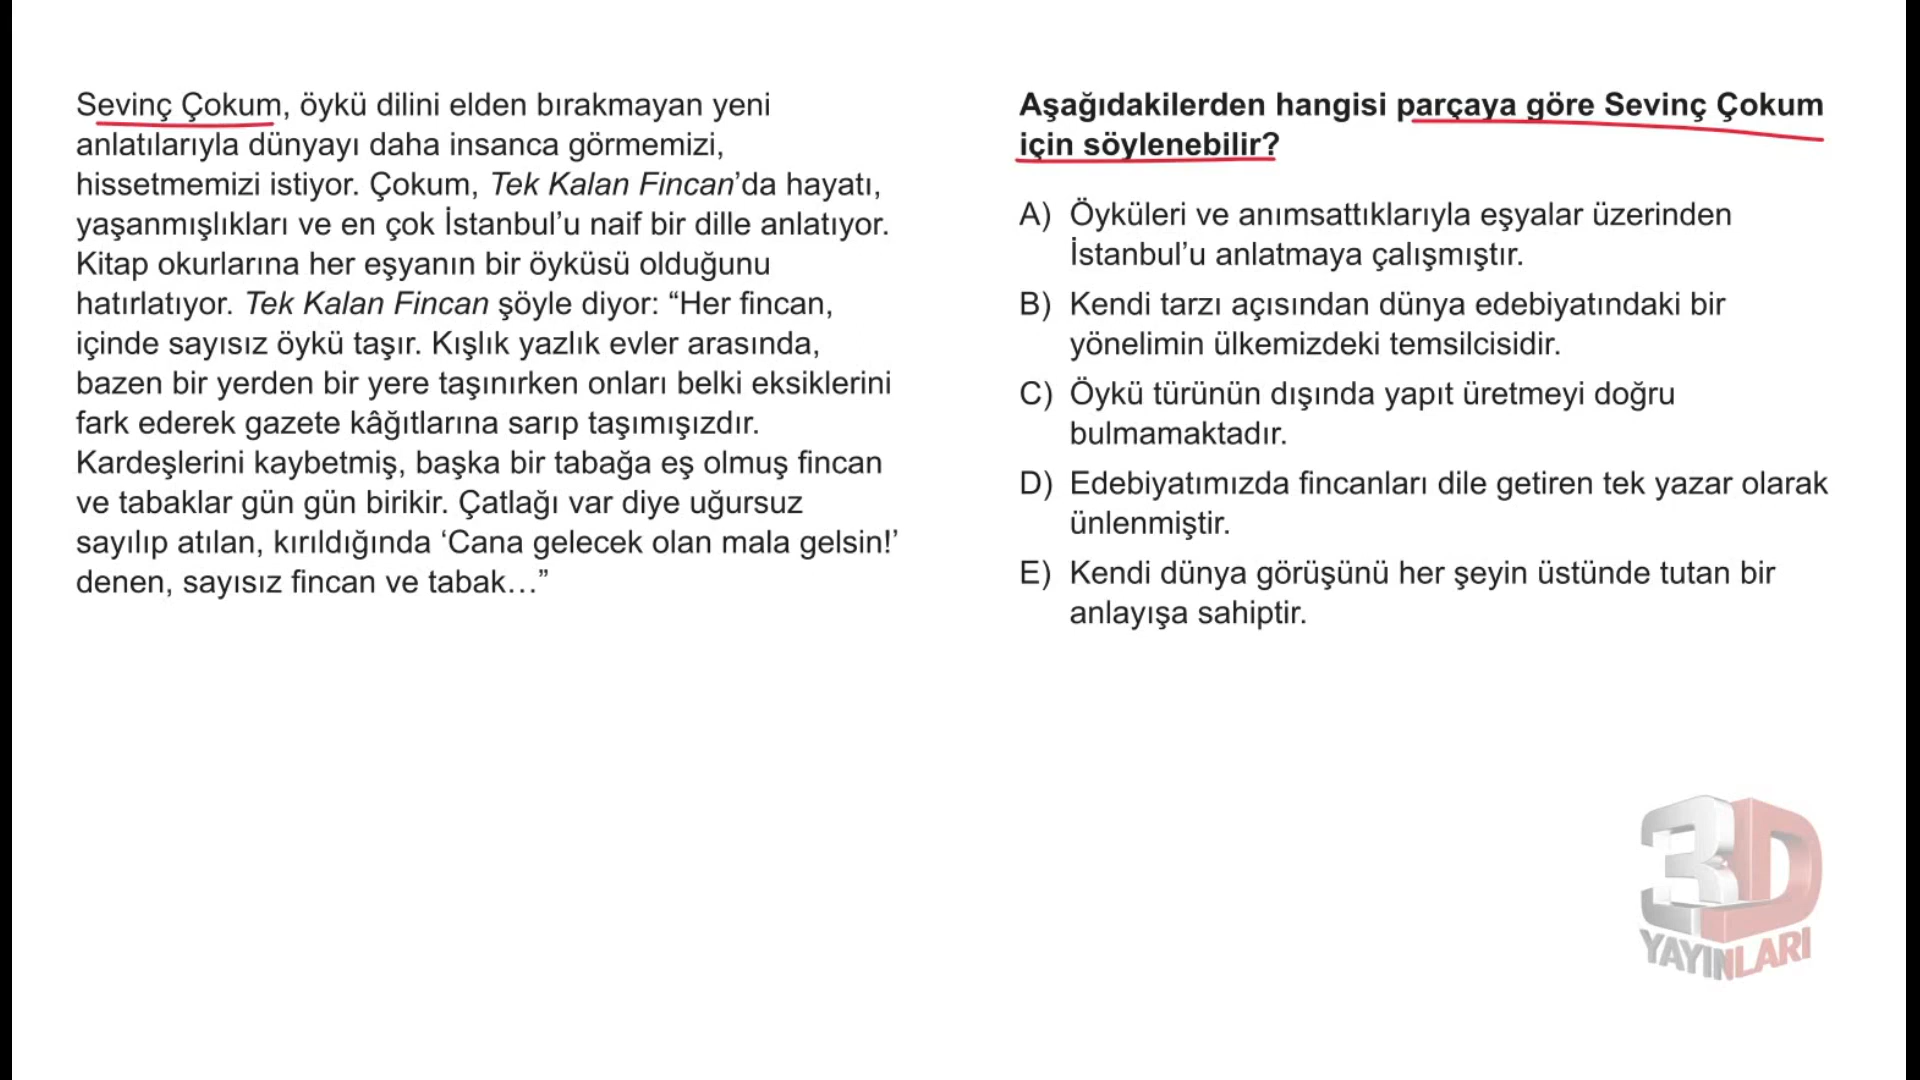 Sevinç Çokum, öykü dilini elden bırakmayan yeni
anlatılarıyla dünyayı daha insanca görmemizi,
hissetmemizi istiyor. Çokum, Tek Kalan Fincan’da hayatı,
yaşanmışlıkları ve en çok İstanbul’u naif bir dille anlatıyor.
Kitap okurlarına her eşyanın bir öyküsü olduğunu
hatırlatıyor. Tek Kalan Fincan şöyle diyor: “Her fincan,
içinde sayısız öykü taşır. Kışlık yazlık evler arasında,
bazen bir yerden bir yere taşınırken onları belki eksiklerini
fark ederek gazete kâğıtlarına sarıp taşımışızdır.
Kardeşlerini kaybetmiş, başka bir tabağa eş olmuş fincan
ve tabaklar gün gün birikir. Çatlağı var diye uğursuz
sayılıp atılan, kırıldığında ‘Cana gelecek olan mala gelsin!’
denen, sayısız fincan ve tabak…”
Aşağıdakilerden hangisi parçaya göre Sevinç Çokum
için söylenebilir?
A) Öyküleri ve anımsattıklarıyla eşyalar üzerinden
İstanbul’u anlatmaya çalışmıştır.
B) Kendi tarzı açısından dünya edebiyatındaki bir
yönelimin ülkemizdeki temsilcisidir.
C) Öykü türünün dışında yapıt üretmeyi doğru
bulmamaktadır.
D) Edebiyatımızda fincanları dile getiren tek yazar olarak
ünlenmiştir.
E) Kendi dünya görüşünü her şeyin üstünde tutan bir
anlayışa sahiptir.
3D
YAYINLARI